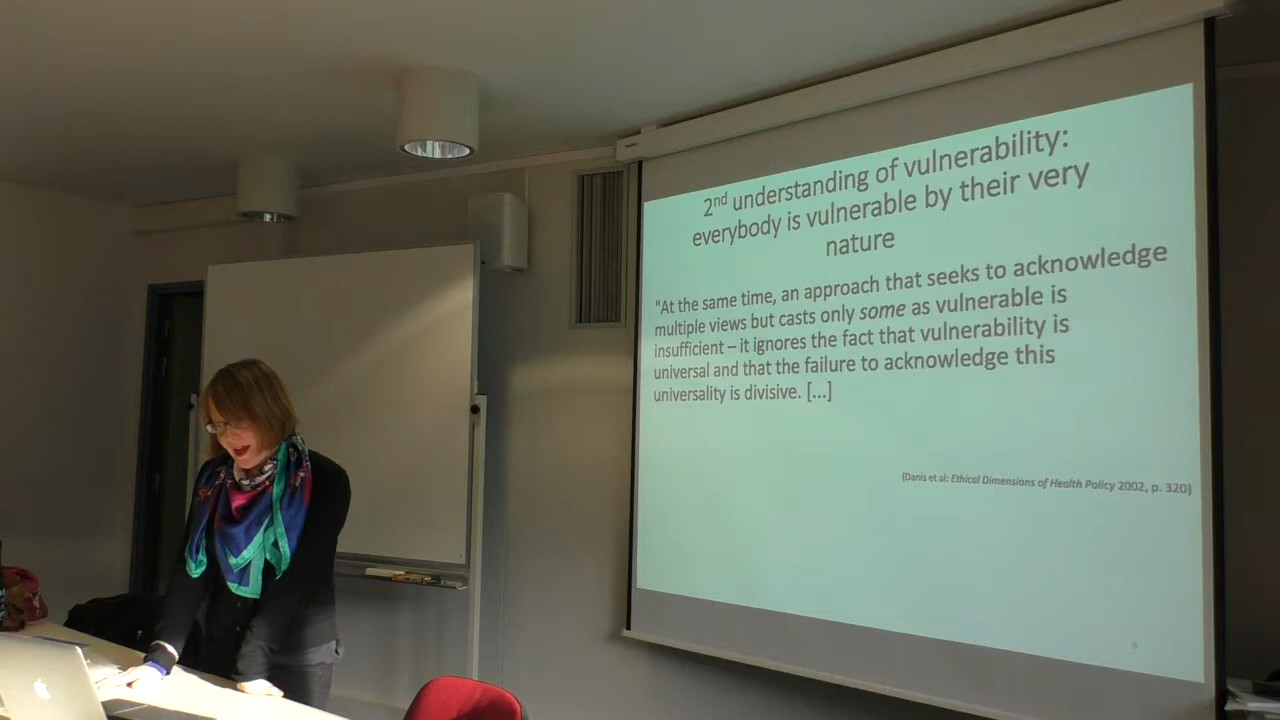 2nd understanding of vulnerability:
everybody is vulnerable by their very
nature
"At the same time, an approach that seeks to acknowledge
multiple views but casts only some as vulnerable is
insufficient – it ignores the fact that vulnerability is
universal and that the failure to acknowledge this
universality is divisive. [...]
(Danis et al: Ethical Dimensions of Health Policy 2002, p. 320)